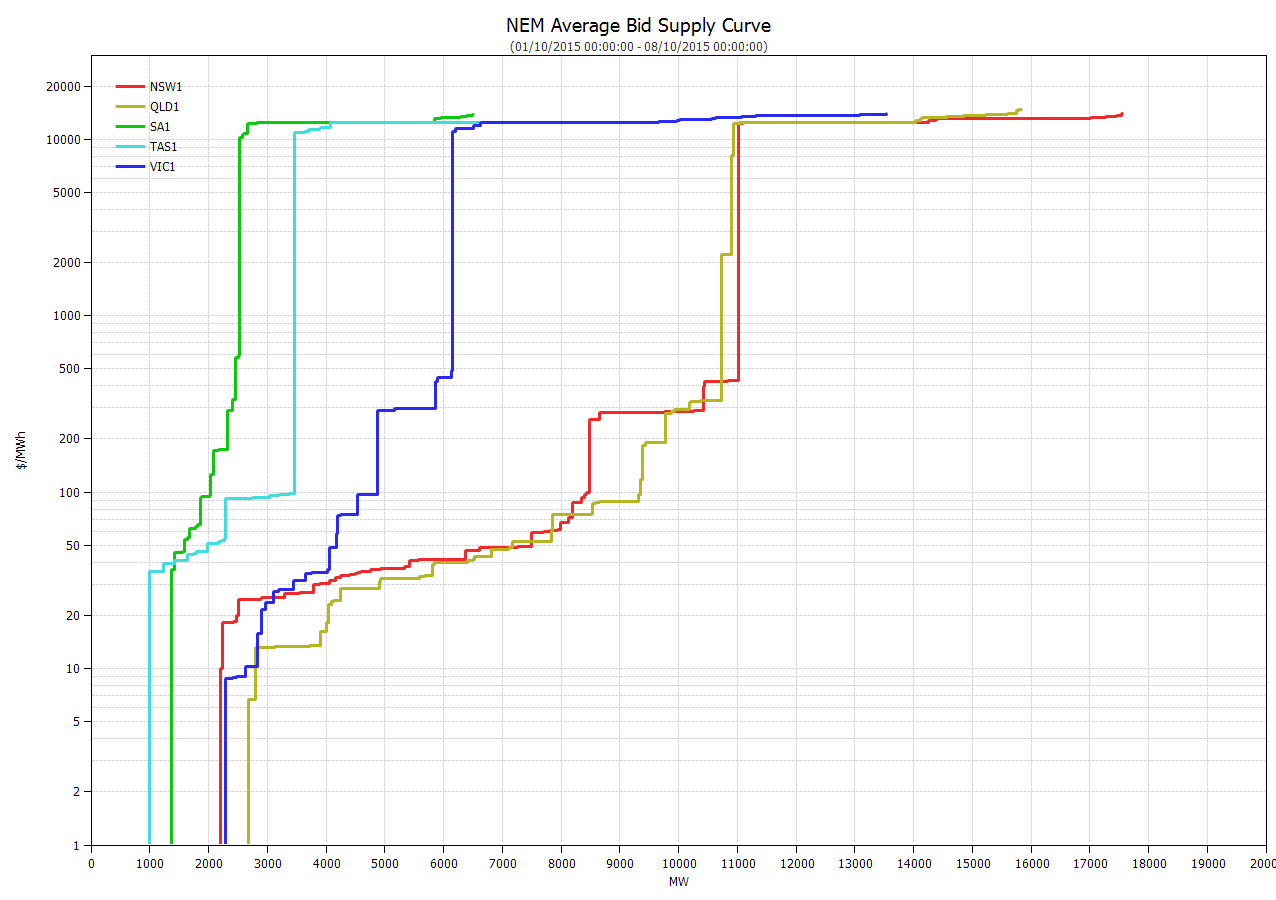 NEM Average Bid Supply Curve
(01/10/2015 00:00:00 - 08/10/2015 00:00:00)
20000
10000
5000
2000
1000
500
200
100
50
20
10
5
2
1
$/MWh
NSW1
QLD1
SA1
TAS1
VIC1
0 1000 2000 3000 4000 5000 6000 7000 8000 9000 10000 11000 12000 13000 14000 15000 16000 17000 18000 19000 2000
MW